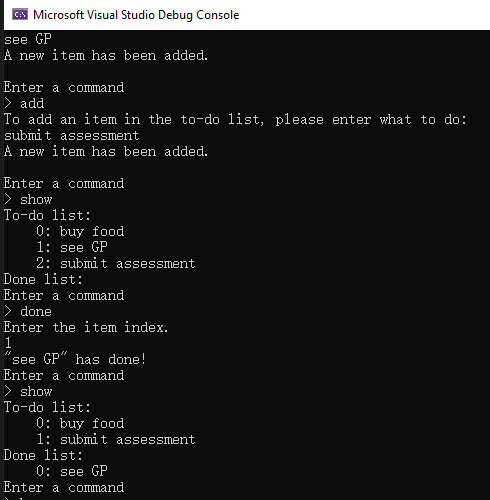 Microsoft Visual Studio Debug Console
see GP
A new item has been added.
Enter a command
> add
To add an item in the to-do list, please enter what to do:
submit assessment
A new item has been added.
Enter a command
> show
To-do list:
0: buy food
1: see GP
2: submit assessment
Done list:
Enter a command
> done
Enter the item index.
1
"see GP" has done!
Enter a command
> show
To-do list:
0: buy food
1: submit assessment
Done list:
0: see GP
Enter a command